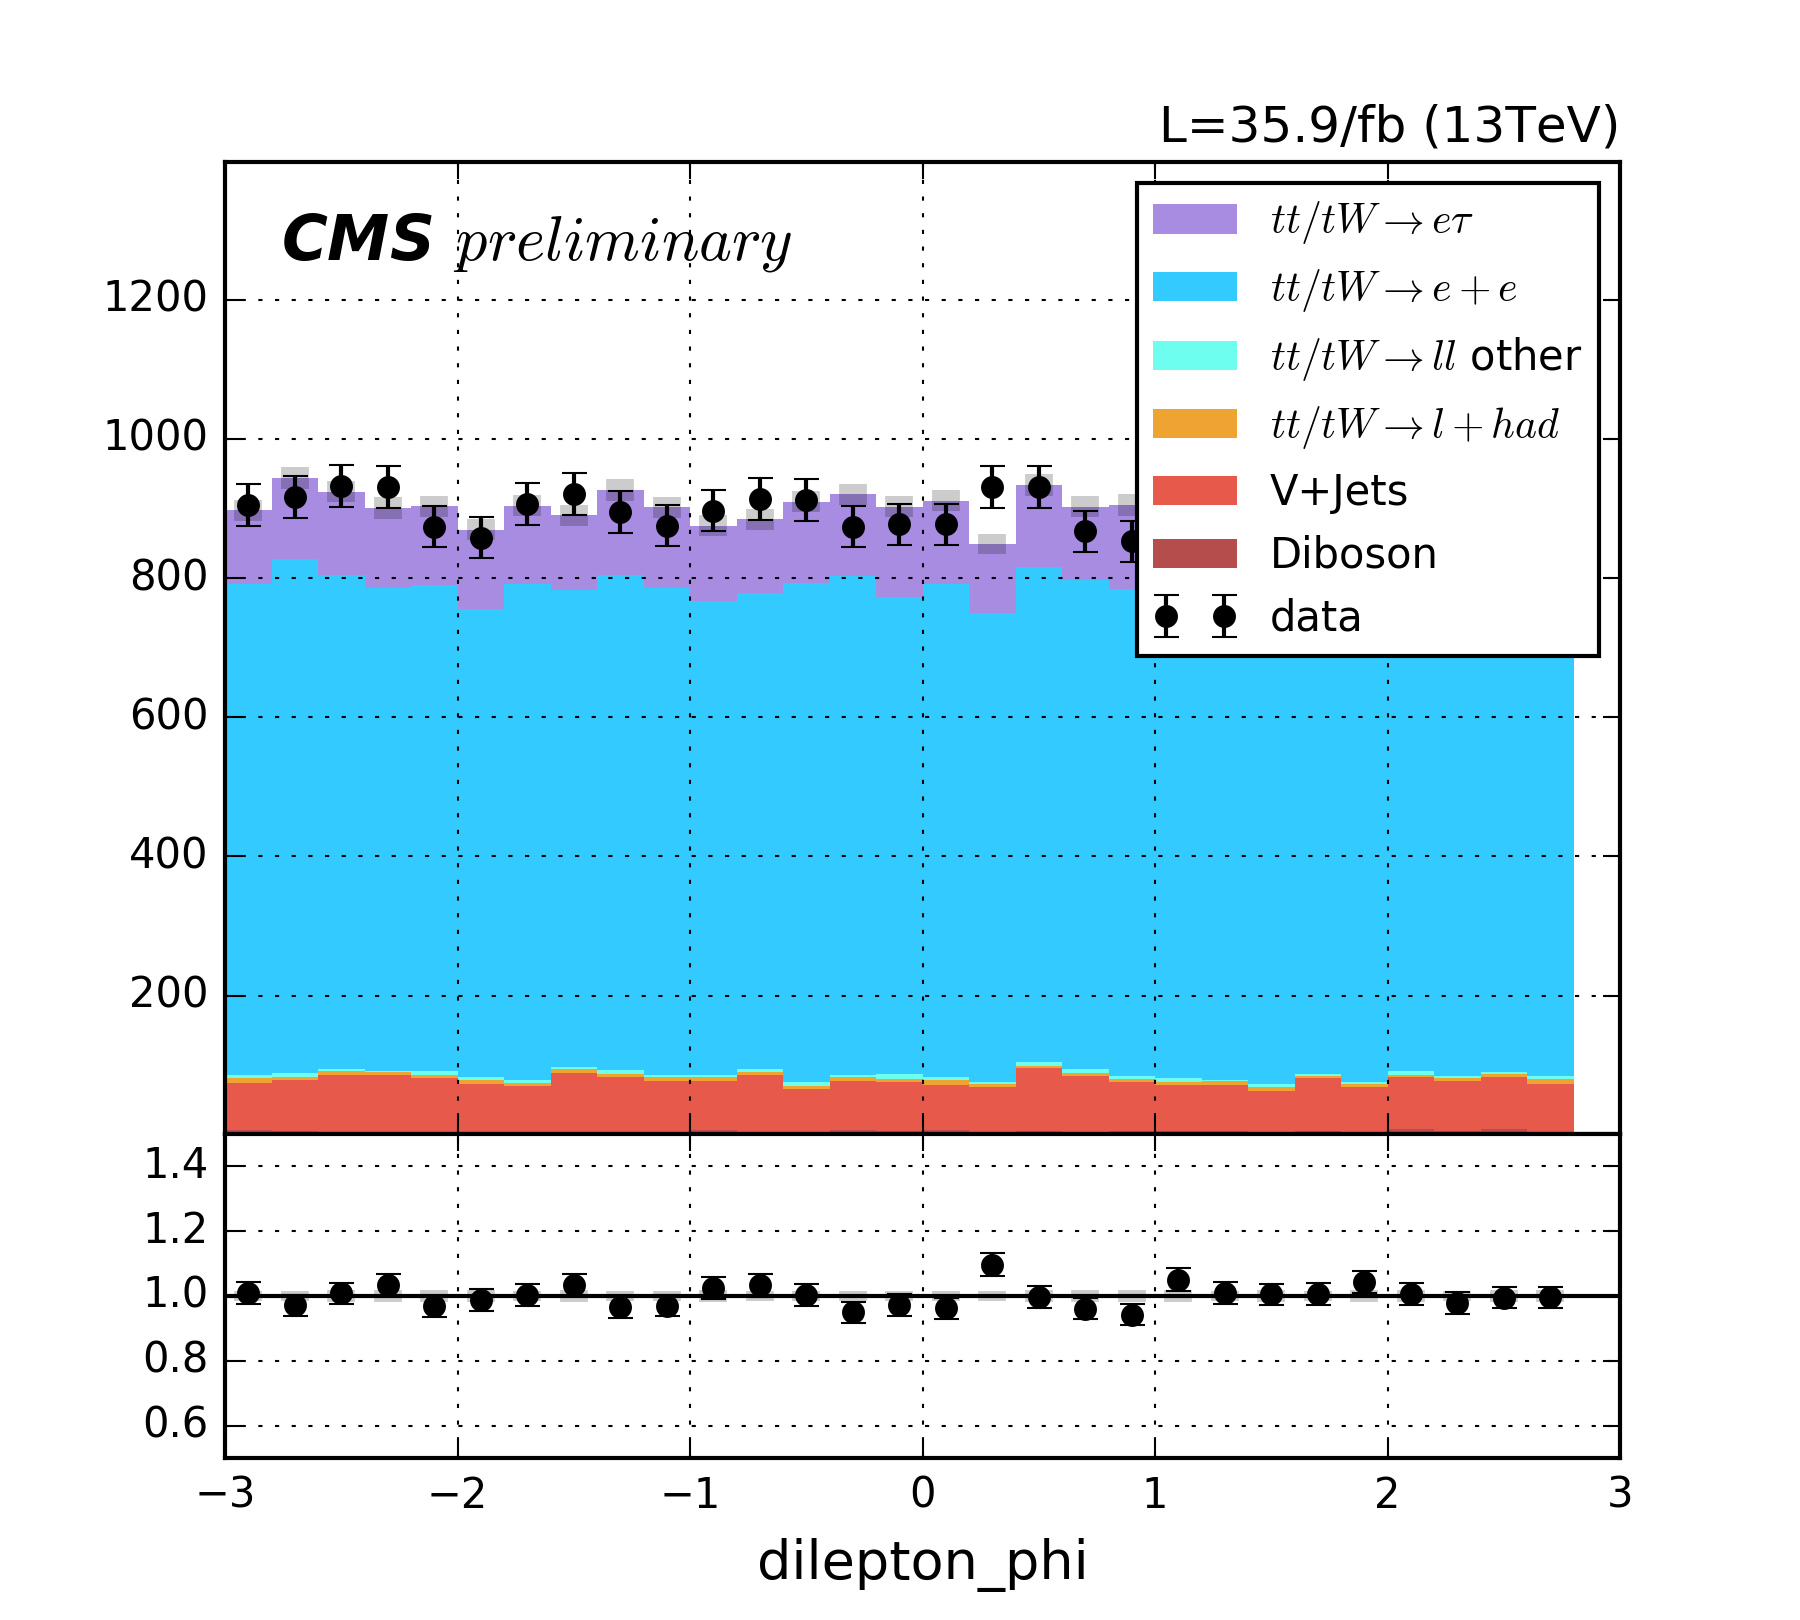 L=35.9/fb (13TeV)
CMS preliminary
tt/tW→eτ
tt/tW→e+e
tt/tW→ll other
tt/tW→l+had
V+Jets
Diboson
data
1200
1000
800
600
400
200
1.4
1.2
1.0
0.8
0.6
−3 −2 −1 0 1 2 3
dilepton_phi